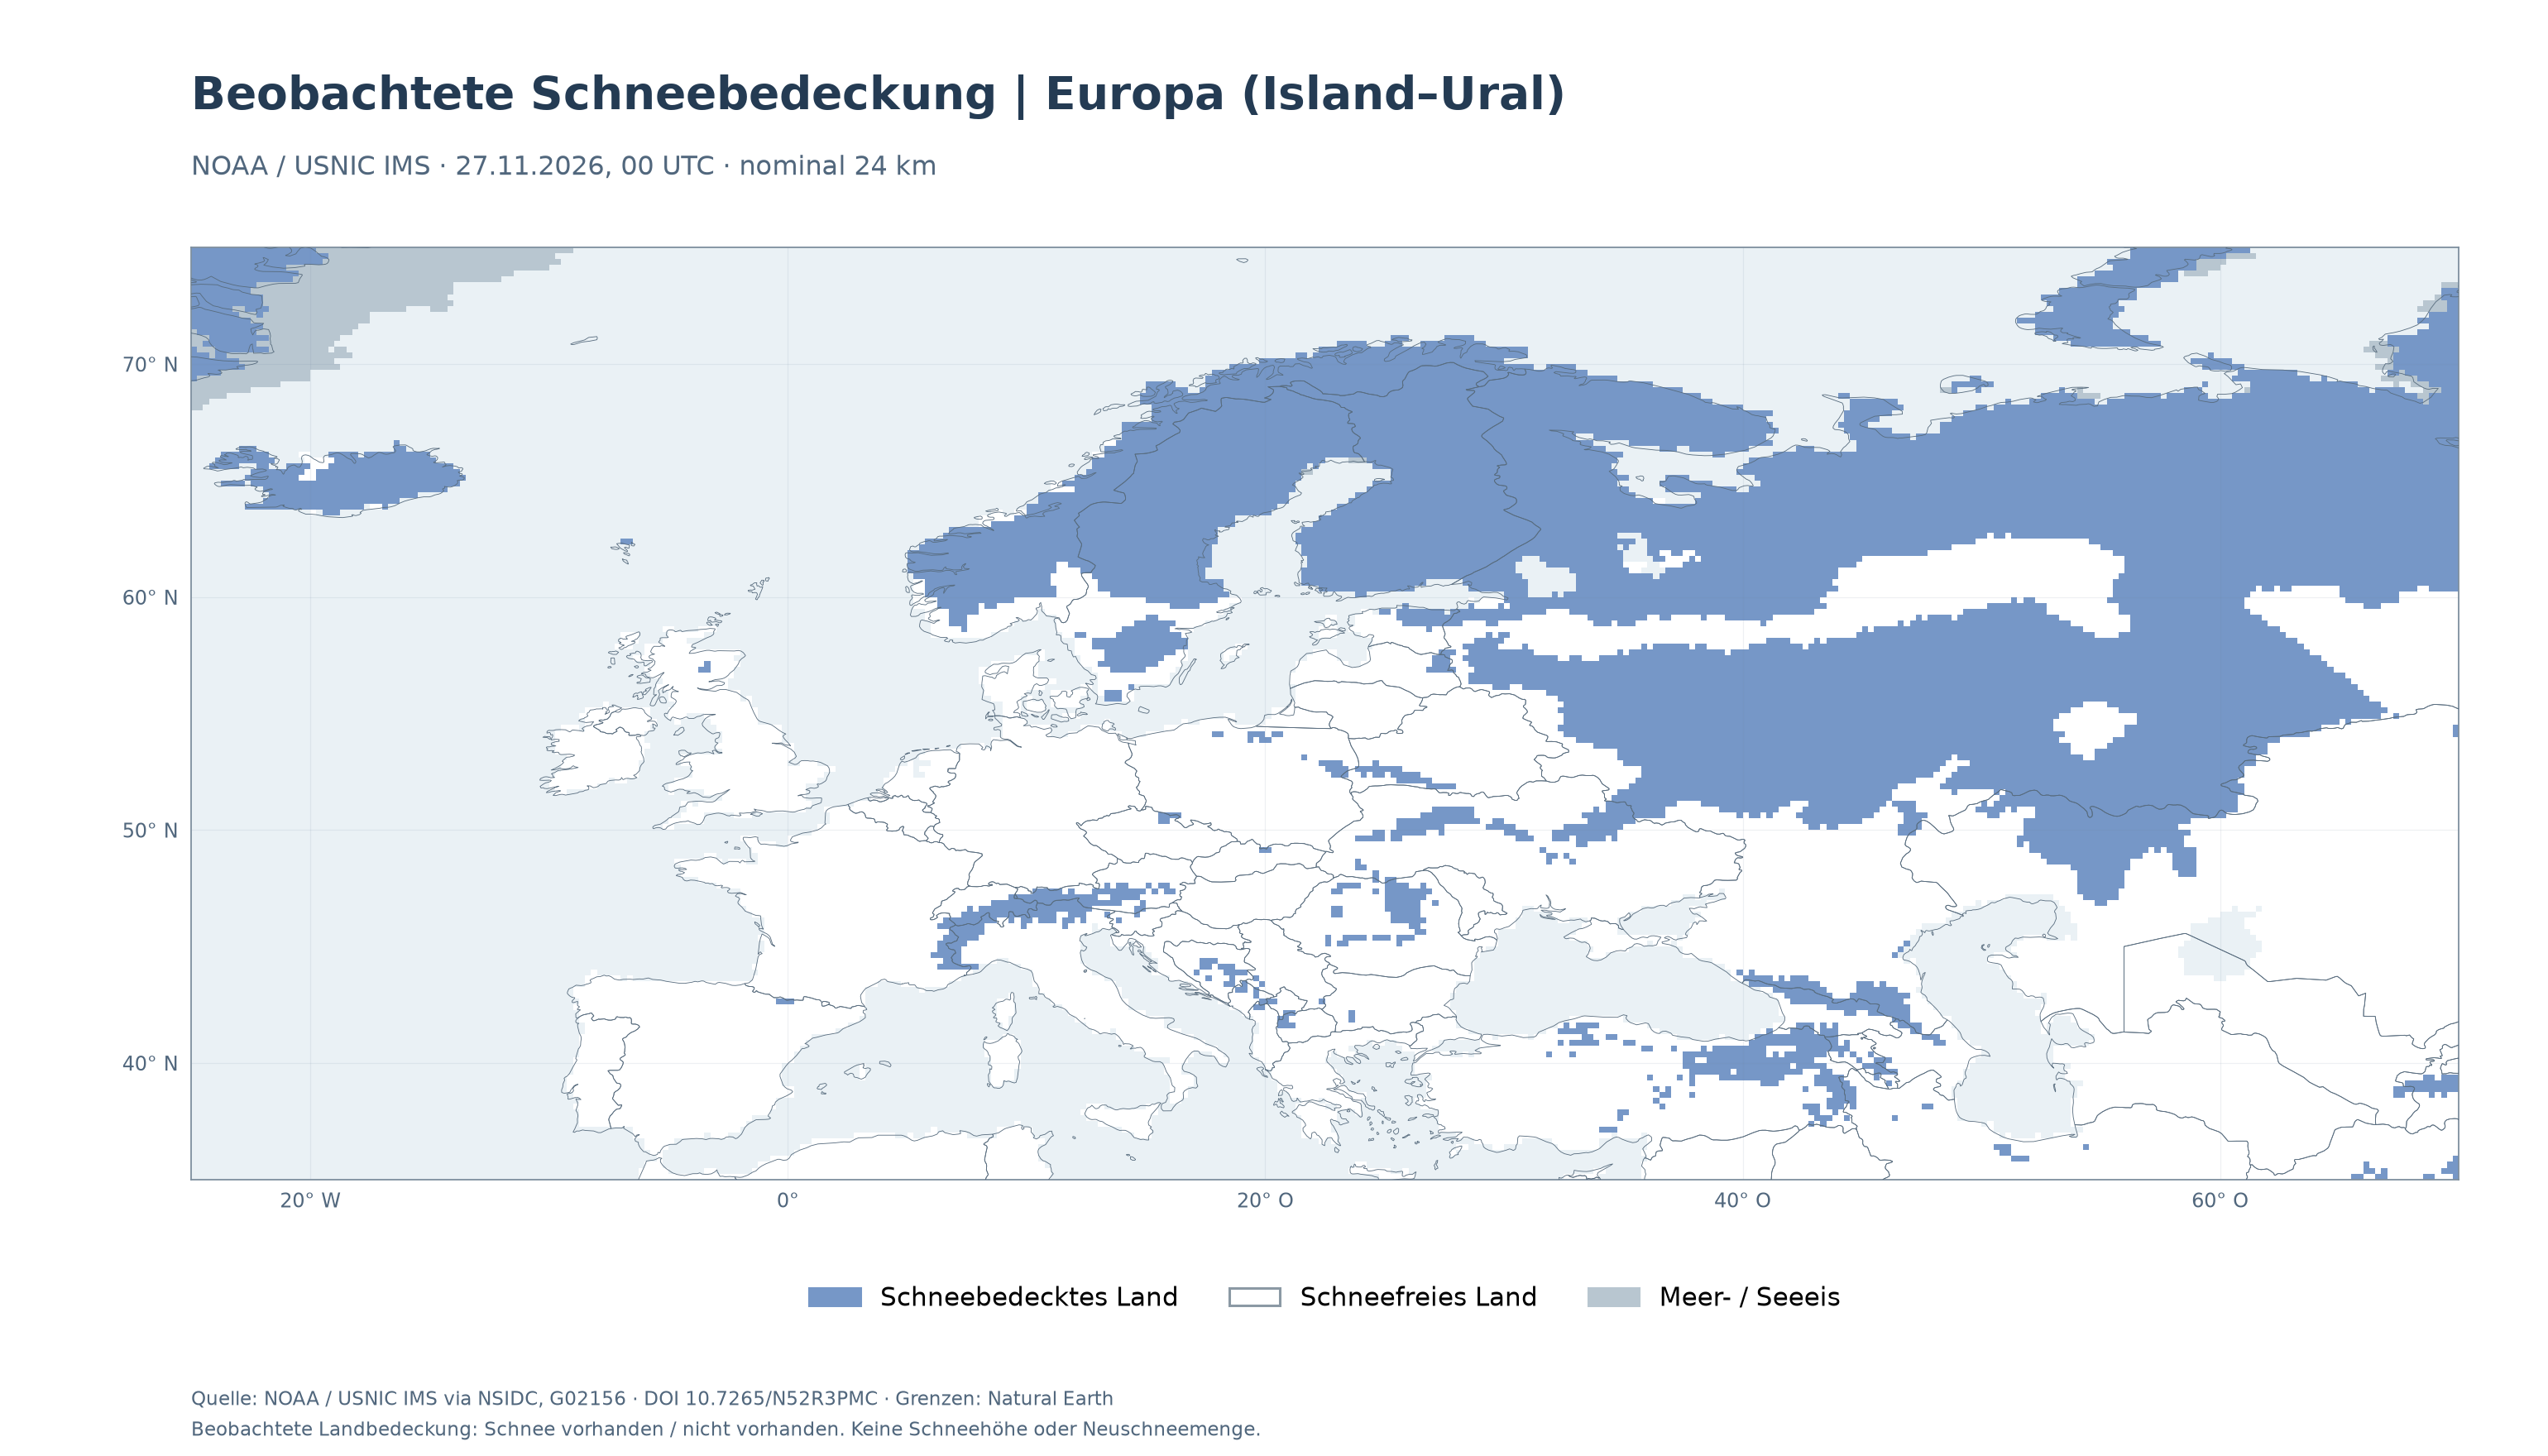 Beobachtete Schneebedeckung | Europa (Island–Ural)
NOAA / USNIC IMS · 27.11.2026, 00 UTC · nominal 24 km
70° N
60° N
50° N
40° N
20° W
0°
20° O
40° O
60° O
Schneebedecktes Land
Schneefreies Land
Meer- / Seeeis
Quelle: NOAA / USNIC IMS via NSIDC, G02156 · DOI 10.7265/N52R3PMC · Grenzen: Natural Earth
Beobachtete Landbedeckung: Schnee vorhanden / nicht vorhanden. Keine Schneehöhe oder Neuschneemenge.